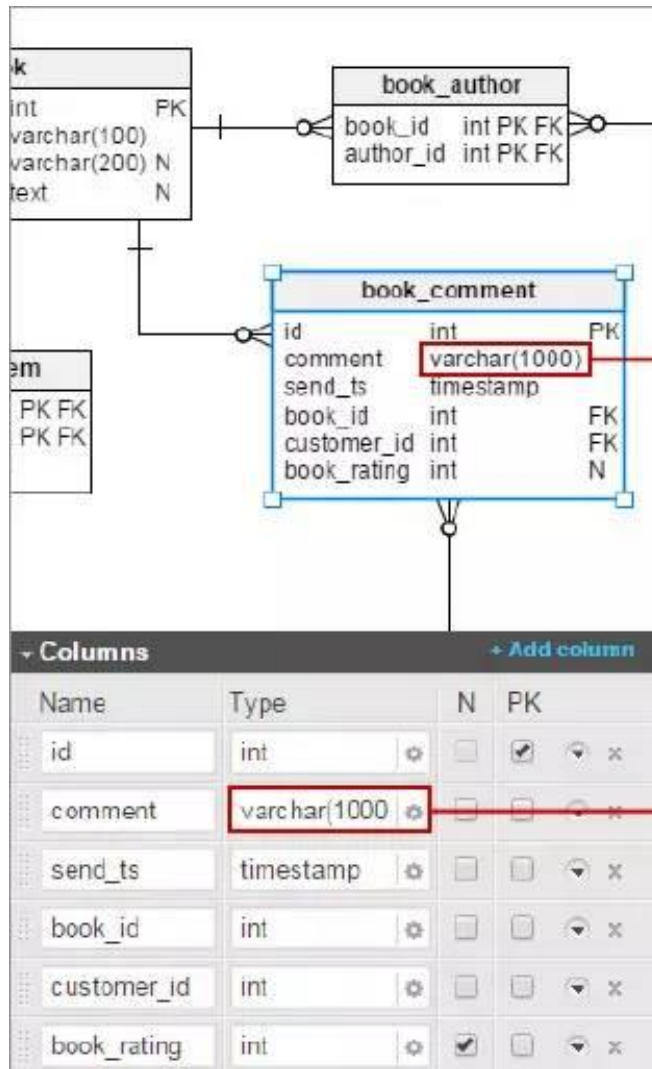 k
int PK
varchar(100)
varchar(200) N
text N
book_author
book_id int PK FK
author_id int PK FK
book_comment
id int PK
comment varchar(1000)
send_ts timestamp
book_id int FK
customer_id int FK
book_rating int N
em
PK FK
PK FK
Columns + Add column
Name Type N PK
id int
comment varchar(1000
send_ts timestamp
book_id int
customer_id int
book_rating int